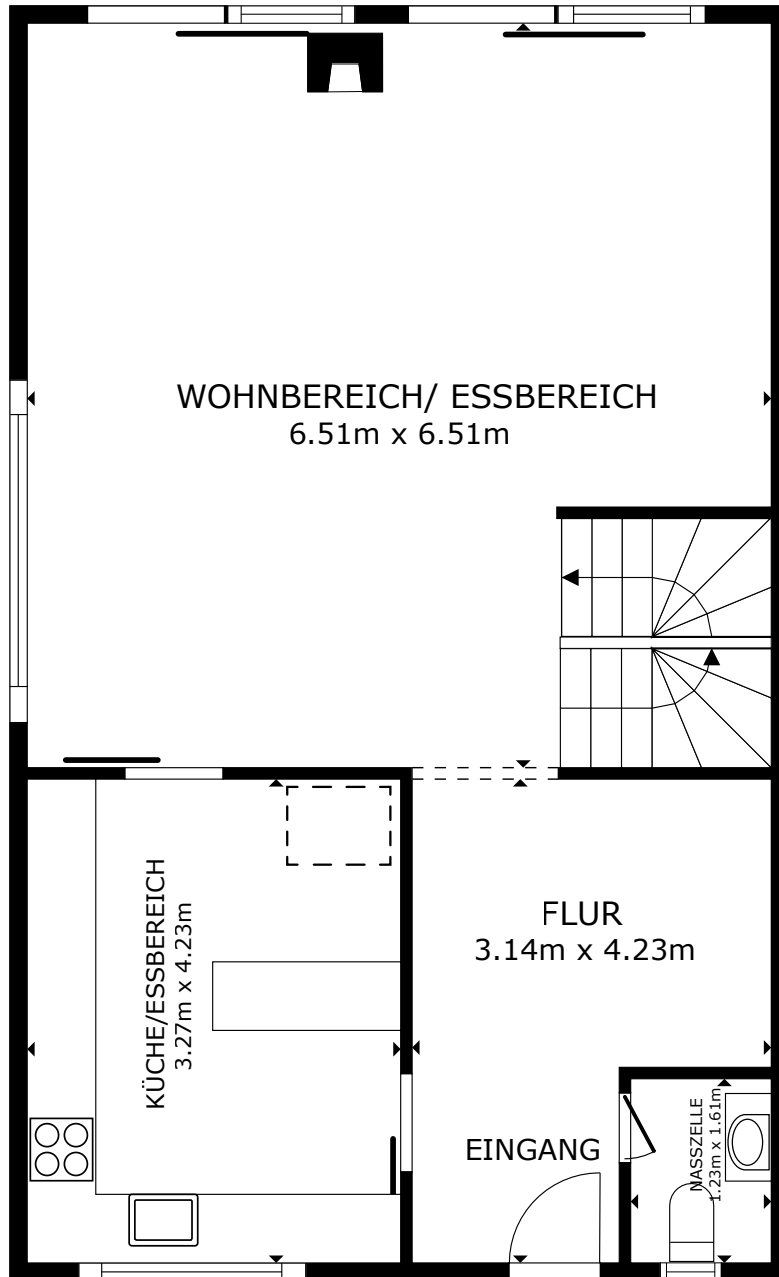 WOHNBEREICH/ ESSBEREICH
6.51m x 6.51m
KÜCHE/ESSBEREICH
3.27m x 4.23m
FLUR
3.14m x 4.23m
EINGANG
NASSZELLE
1.23m x 1.61m